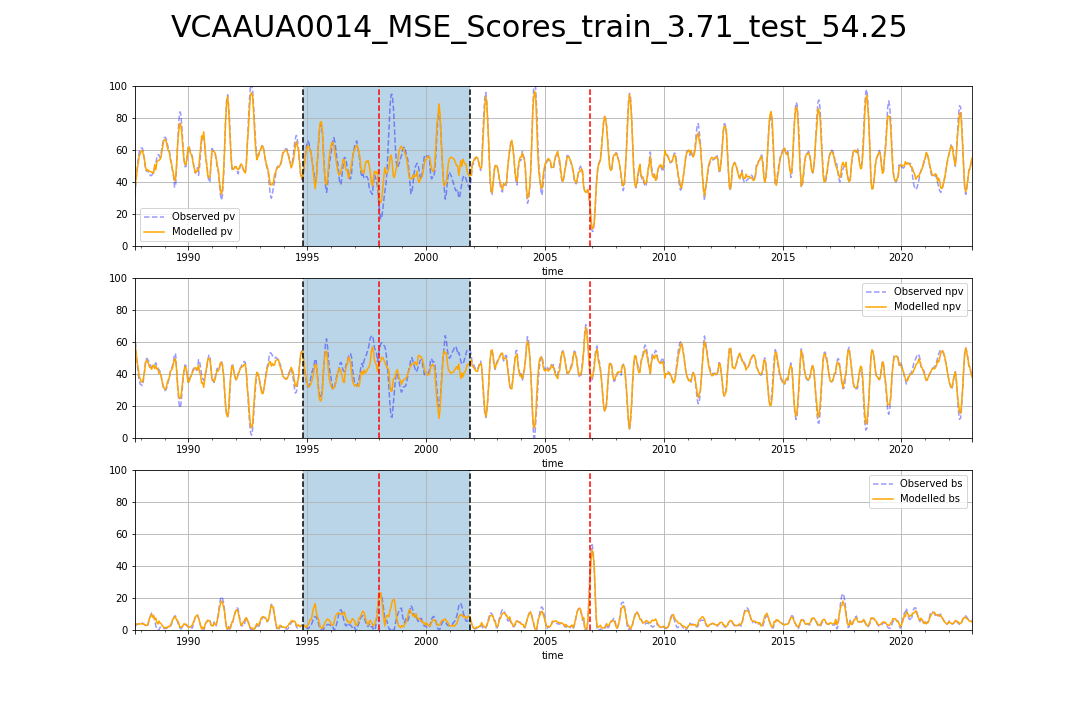 VCAAUA0014_MSE_Scores_train_3.71_test_54.25
100
80
60
40
20
0
Observed pv
Modelled pv
1990 1995 2000 2005 2010 2015 2020
time
100
80
60
40
20
0
Observed npv
Modelled npv
1990 1995 2000 2005 2010 2015 2020
time
100
80
60
40
20
0
Observed bs
Modelled bs
1990 1995 2000 2005 2010 2015 2020
time